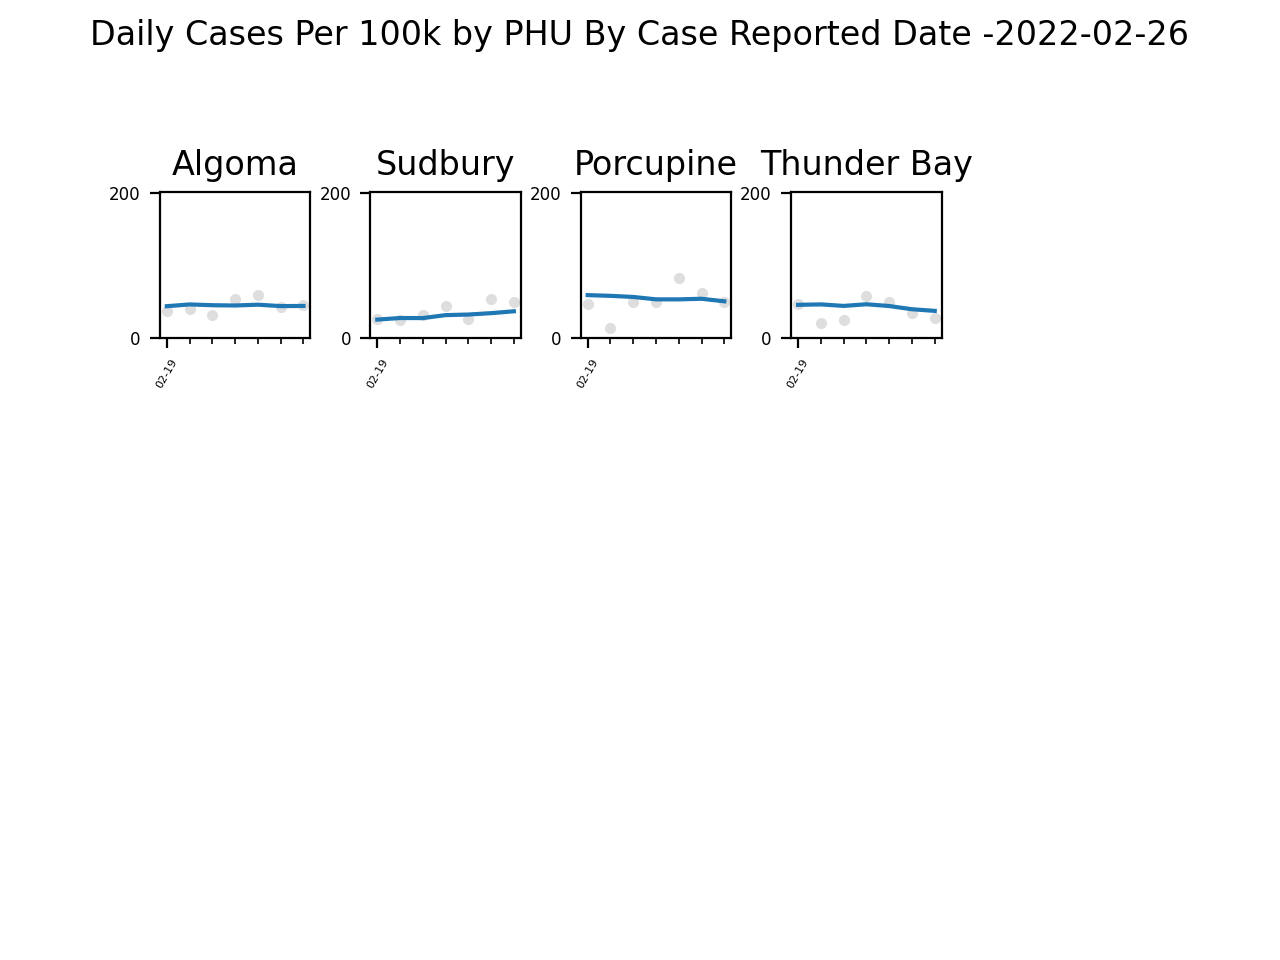 Daily Cases Per 100k by PHU By Case Reported Date -2022-02-26
Algoma Sudbury Porcupine Thunder Bay
200 200 200 200
0 0 0 0
02-19 02-19 02-19 02-19